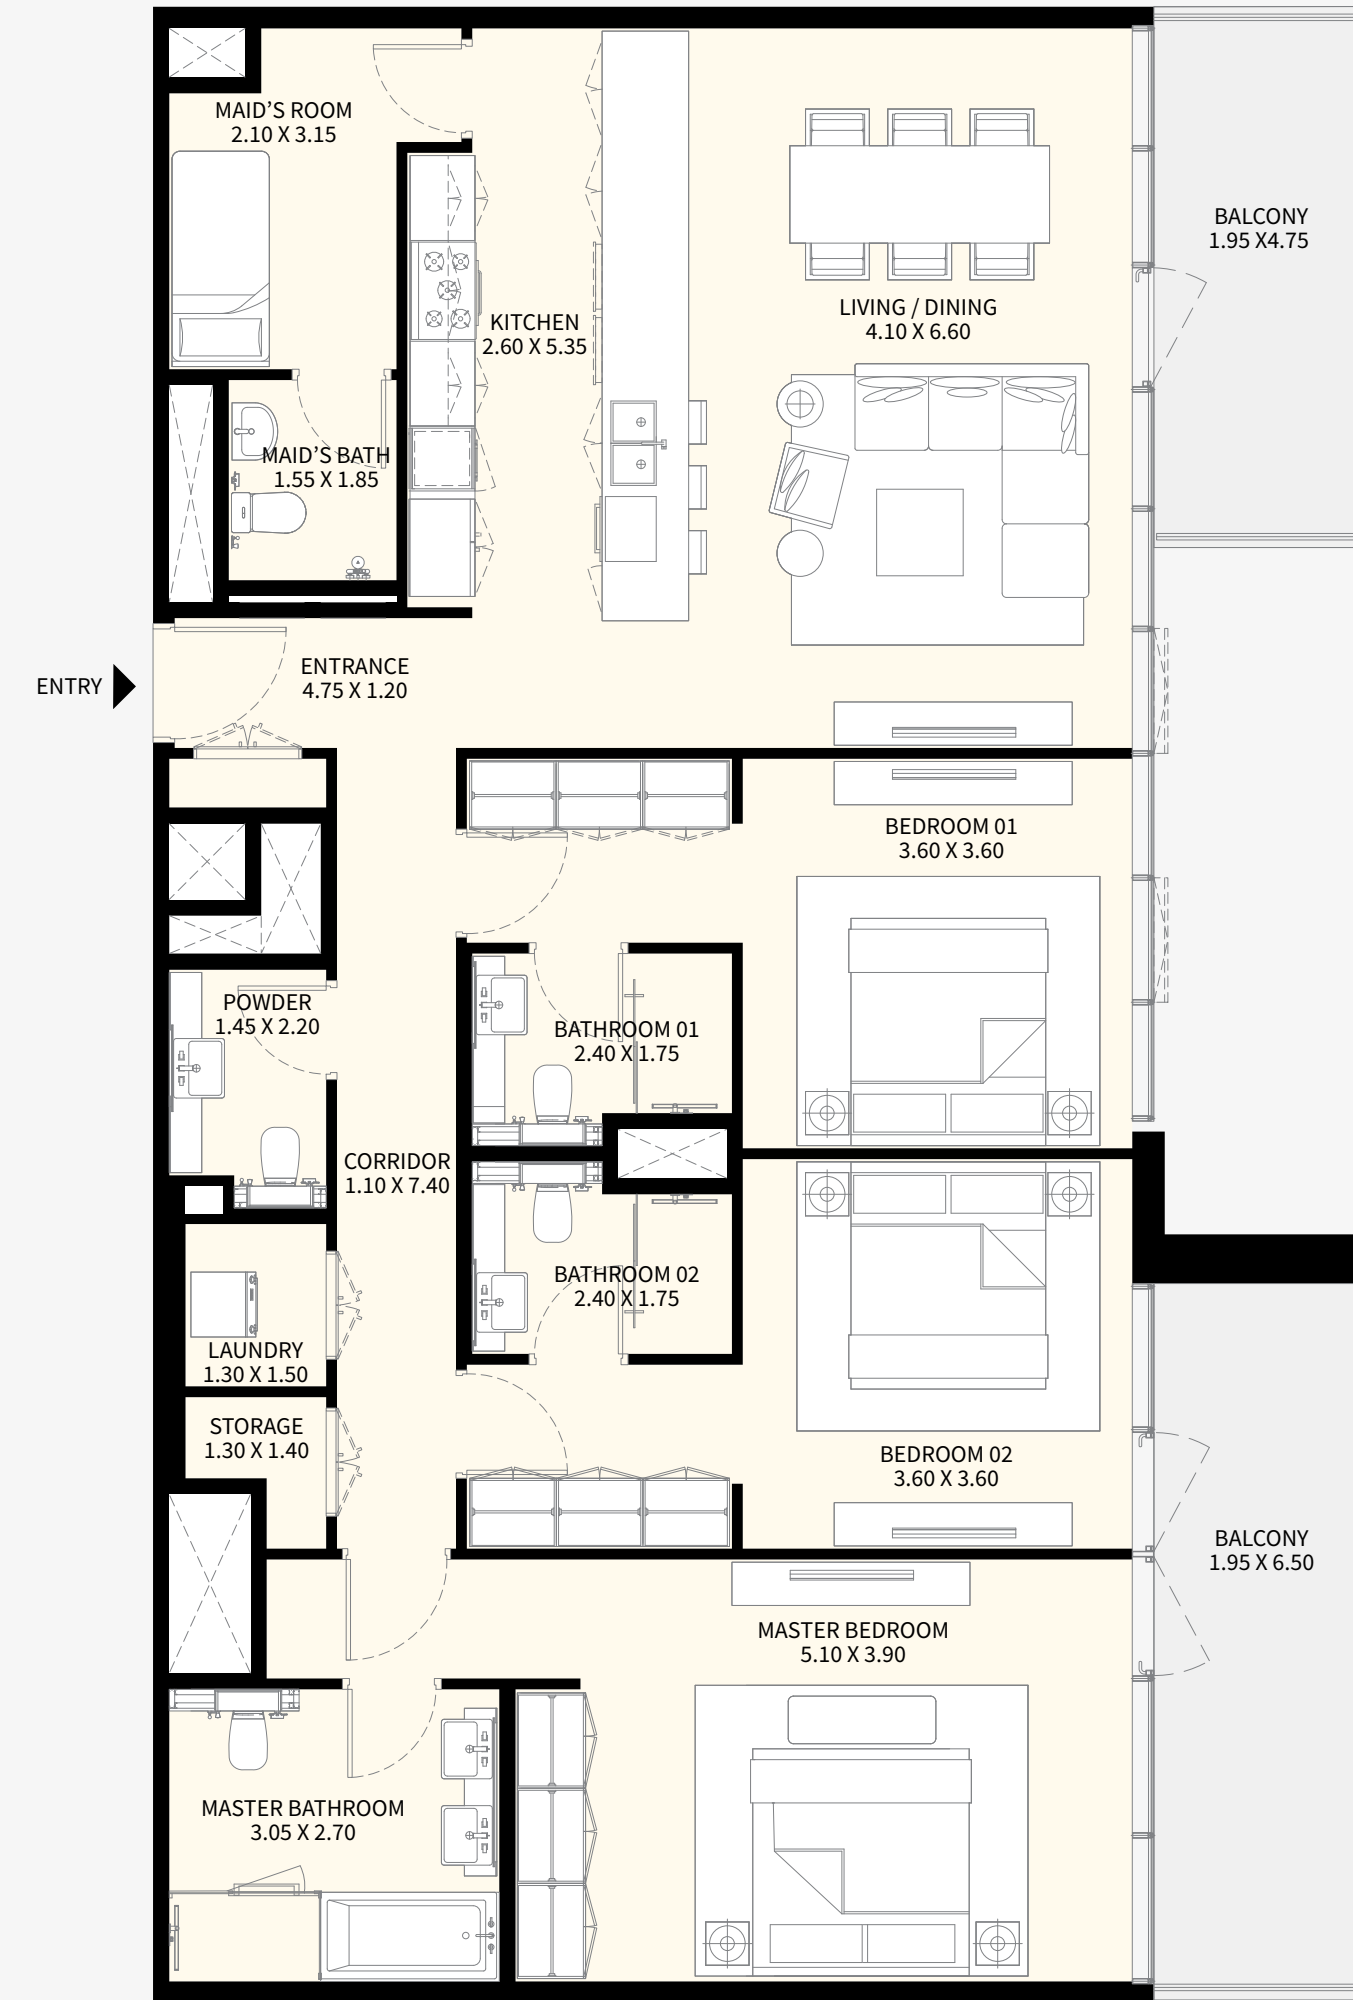 MAID’S ROOM
2.10 X 3.15
BALCONY
1.95 X4.75
LIVING / DINING
4.10 X 6.60
KITCHEN
2.60 X 5.35
MAID’S BATH
1.55 X 1.85
ENTRANCE
4.75 X 1.20
ENTRY
BEDROOM 01
3.60 X 3.60
POWDER
1.45 X 2.20
BATHROOM 01
2.40 X 1.75
CORRIDOR
1.10 X 7.40
BATHROOM 02
2.40 X 1.75
LAUNDRY
1.30 X 1.50
STORAGE
1.30 X 1.40
BEDROOM 02
3.60 X 3.60
BALCONY
1.95 X 6.50
MASTER BEDROOM
5.10 X 3.90
MASTER BATHROOM
3.05 X 2.70